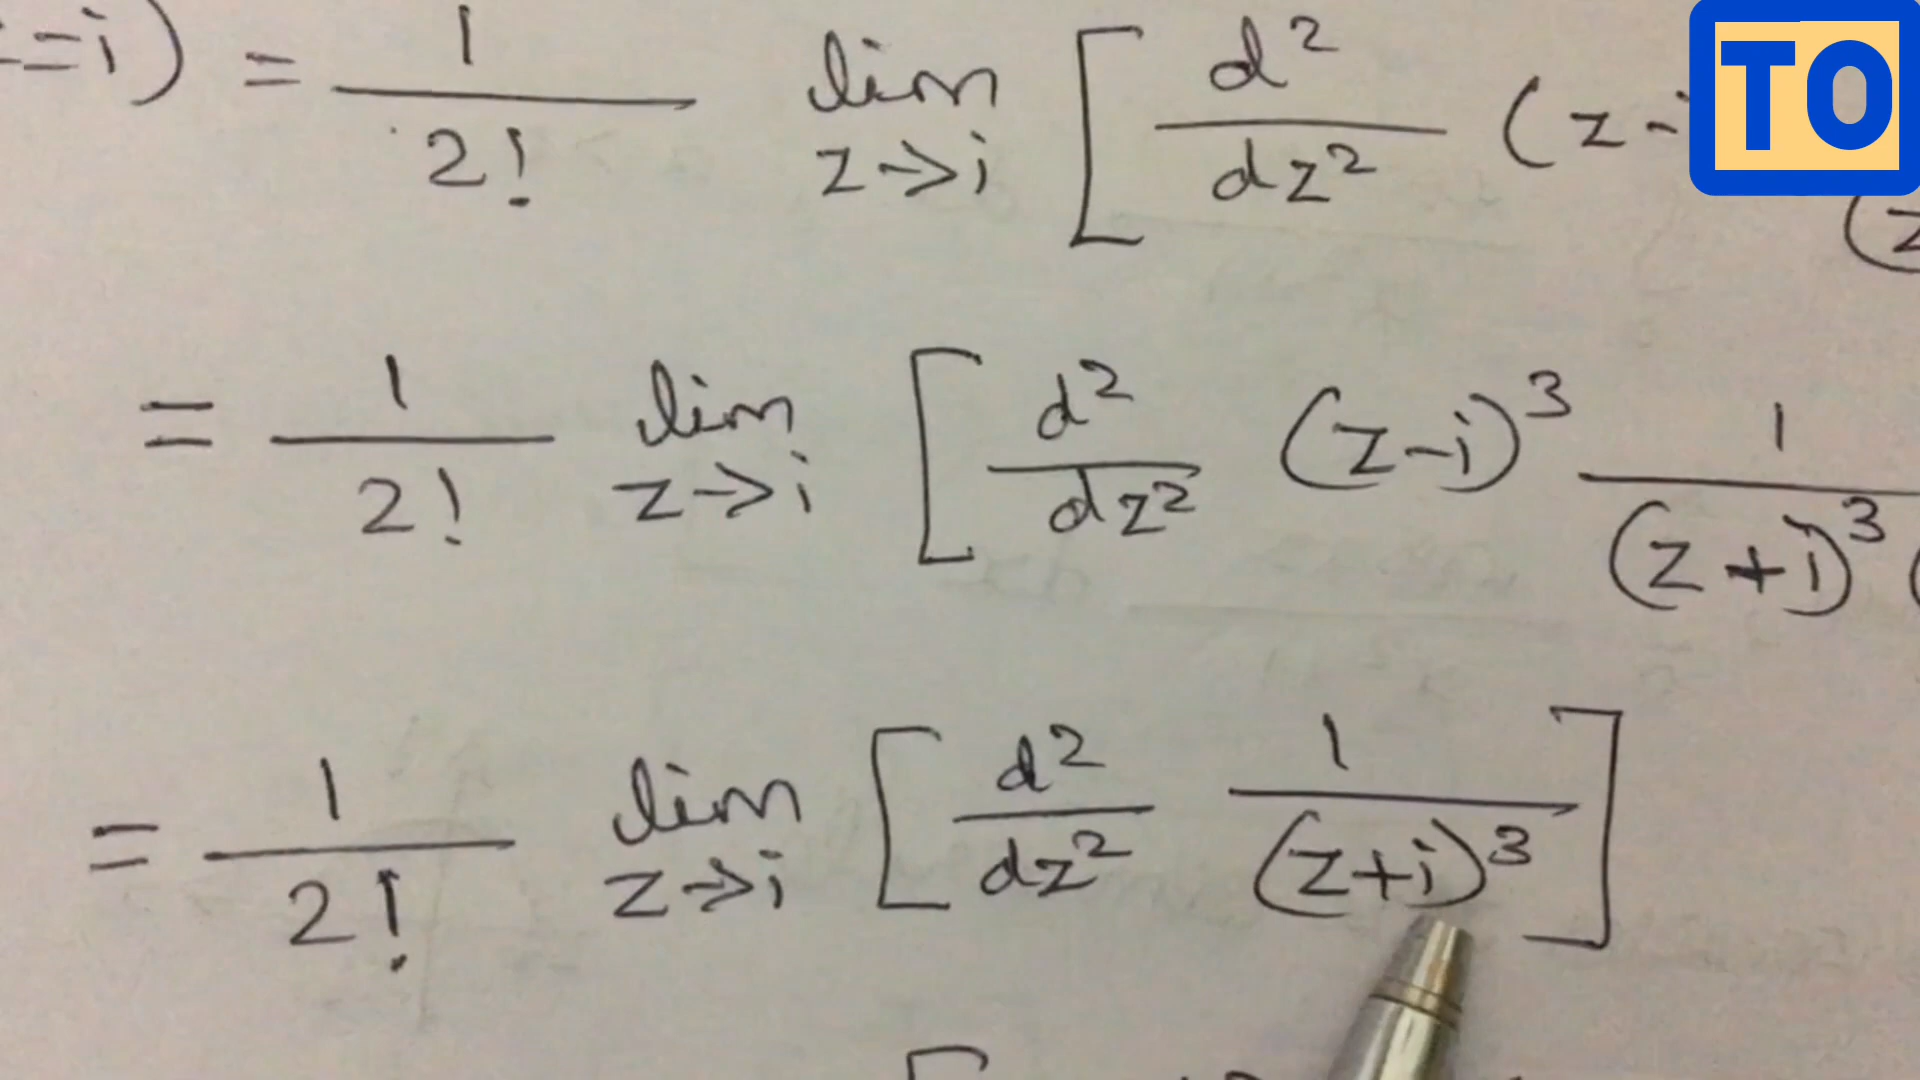 =i) = 1/2! lim z→i [ d²/dz² (z-
TO
= 1/2! lim z→i [ d²/dz² (z-i)³ 1/(z+i)³ (
= 1/2! lim z→i [ d²/dz² 1/(z+i)³ ]